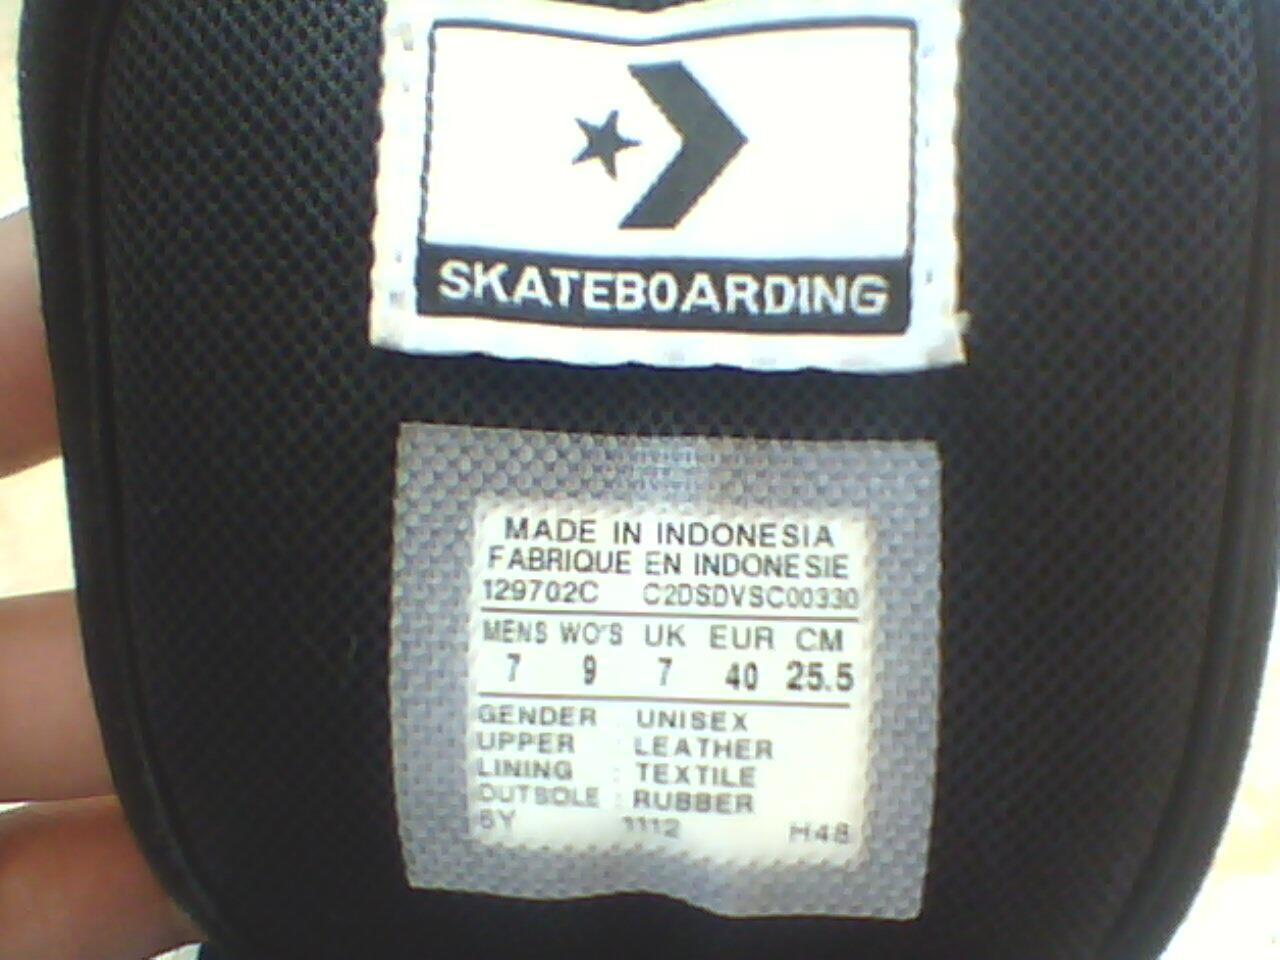 SKATEBOARDING
MADE IN INDONESIA
FABRIQUE EN INDONESIE
129702C C2DSDVSC00330
MENS WO'S UK EUR CM
7 9 7 40 25.5
GENDER : UNISEX
UPPER : LEATHER
LINING : TEXTILE
OUTSOLE : RUBBER
1112 H48